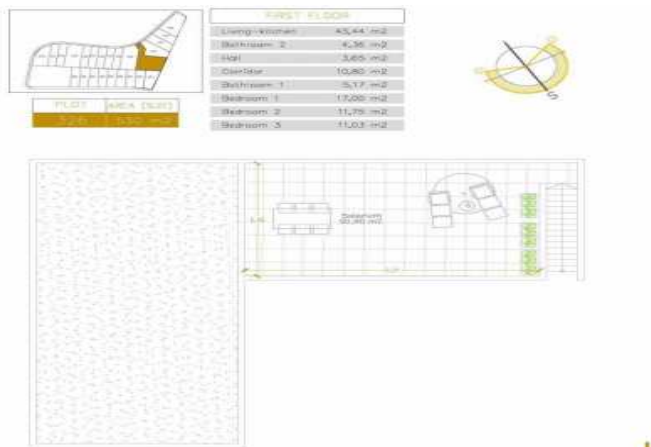 FIRST FLOOR
Living-kitchen 43,44 m2
Bathroom 2 4,36 m2
Hall 3,65 m2
Corridor 10,80 m2
Bathroom 1 5,17 m2
Bedroom 1 17,00 m2
Bedroom 2 11,75 m2
Bedroom 3 11,03 m2
PLOT
326
Solarium
S